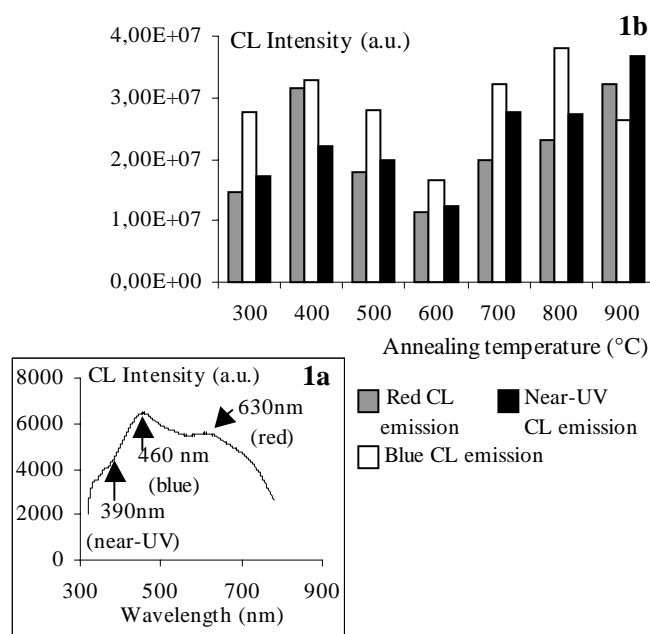 CL Intensity (a.u.) 1b
4,00E+07
3,00E+07
2,00E+07
1,00E+07
0,00E+00
300 400 500 600 700 800 900
Annealing temperature (°C)
Red CL emission
Near-UV CL emission
Blue CL emission
CL Intensity (a.u.) 1a
8000
6000
4000
2000
0
630nm
(red)
460 nm
(blue)
390nm
(near-UV)
300 500 700 900
Wavelength (nm)